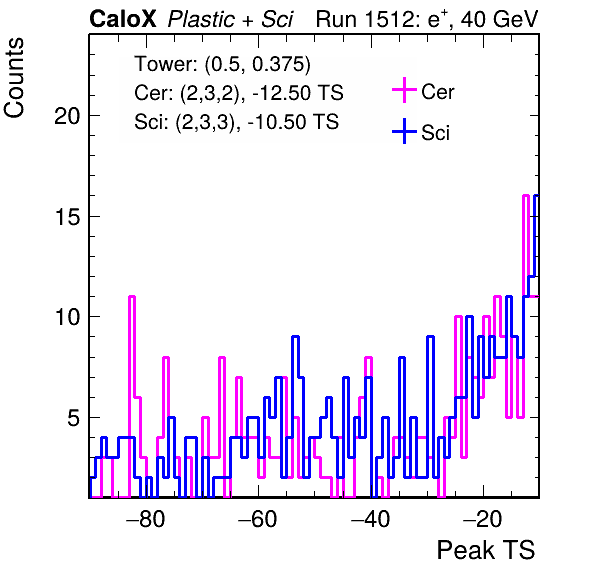 CaloX Plastic + Sci Run 1512: e⁺, 40 GeV
Tower: (0.5, 0.375)
Cer: (2,3,2), -12.50 TS
Sci: (2,3,3), -10.50 TS
Cer
Sci
Counts
20
15
10
5
−80 −60 −40 −20
Peak TS